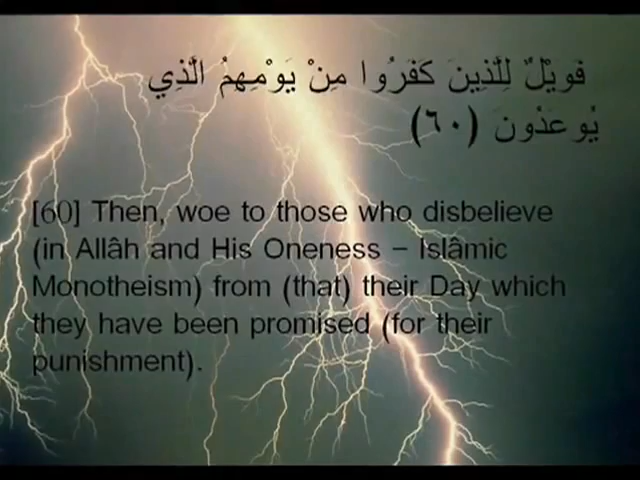 فَوَيْلٌ لِلَّذِينَ كَفَرُوا مِنْ يَوْمِهِمُ الَّذِي
يُوعَدُونَ (٦٠)
[60] Then, woe to those who disbelieve
(in Allâh and His Oneness – Islâmic
Monotheism) from (that) their Day which
they have been promised (for their
punishment).